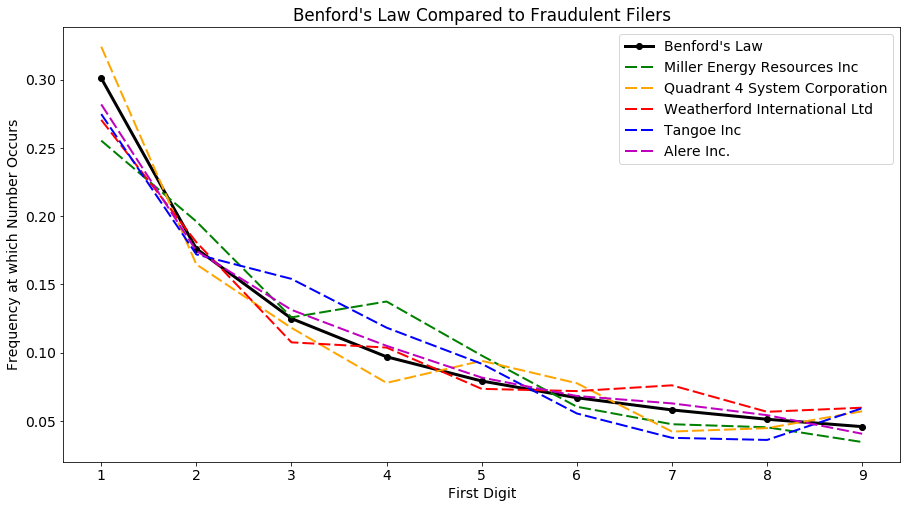 Benford's Law Compared to Fraudulent Filers
Benford's Law
Miller Energy Resources Inc
Quadrant 4 System Corporation
Weatherford International Ltd
Tangoe Inc
Alere Inc.
Frequency at which Number Occurs
0.30
0.25
0.20
0.15
0.10
0.05
1 2 3 4 5 6 7 8 9
First Digit